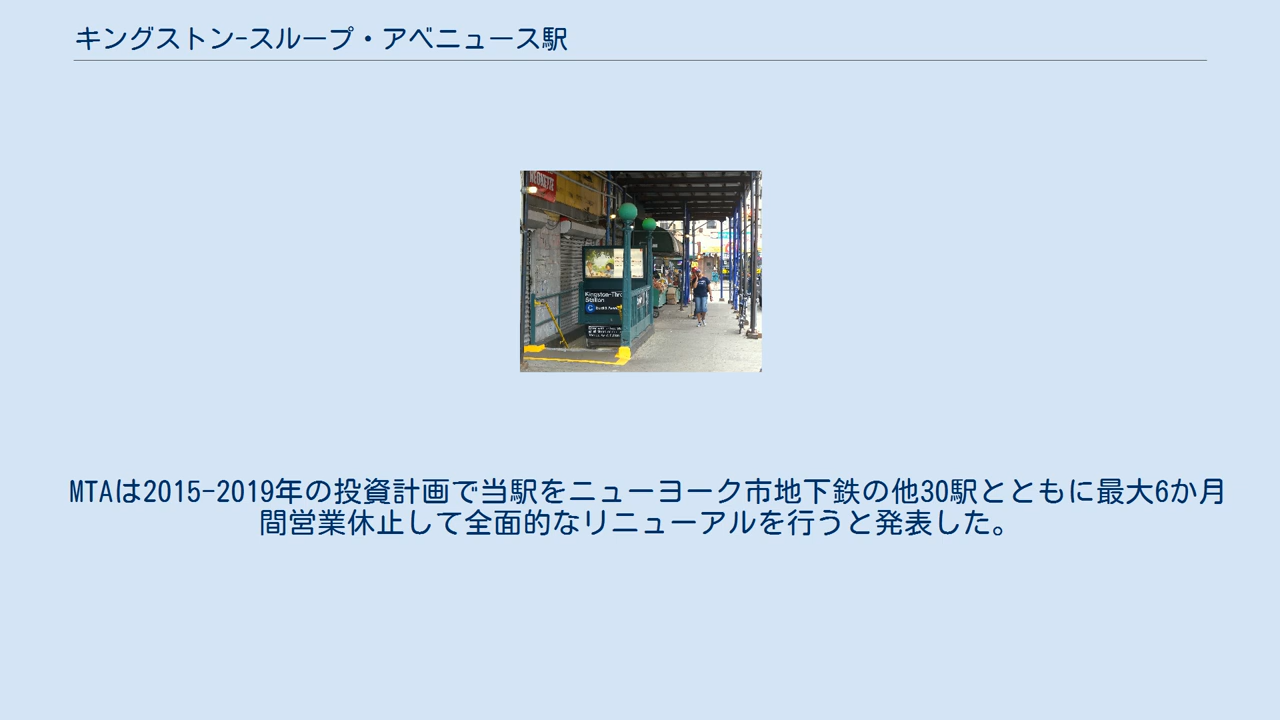 キングストン-スループ・アベニュース駅
Kingston-Thro
Station
C
MTAは2015-2019年の投資計画で当駅をニューヨーク市地下鉄の他30駅とともに最大6か月
間営業休止して全面的なリニューアルを行うと発表した。